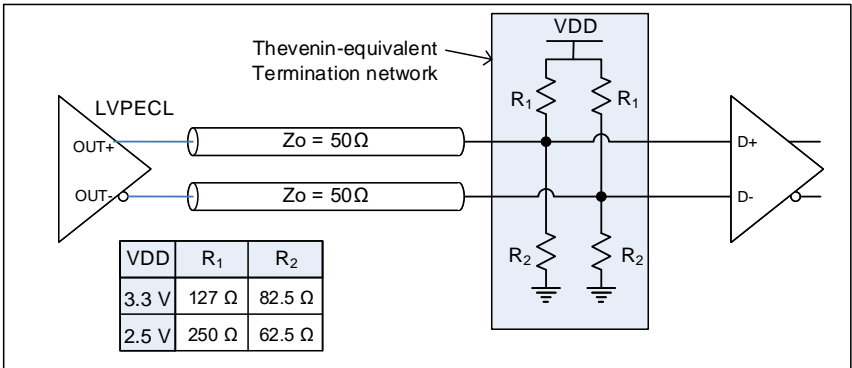 VDD
Thevenin-equivalent
Termination network
R₁ R₁
LVPECL
OUT+ Zo = 50Ω D+
OUT- Zo = 50Ω D-
R₂ R₂
VDD R₁ R₂
3.3 V 127 Ω 82.5 Ω
2.5 V 250 Ω 62.5 Ω